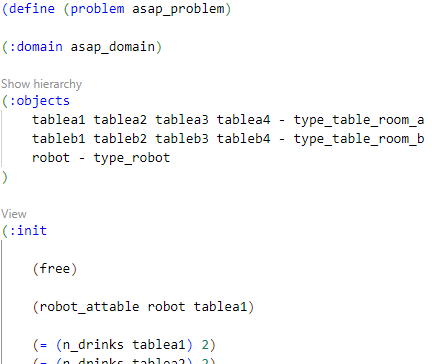 (define (problem asap_problem)
(:domain asap_domain)
Show hierarchy
(:objects
tablea1 tablea2 tablea3 tablea4 - type_table_room_a
tableb1 tableb2 tableb3 tableb4 - type_table_room_b
robot - type_robot
)
View
(:init
(free)
(robot_attable robot tablea1)
(= (n_drinks tablea1) 2)
(= (n_drinks tablea2) 2)